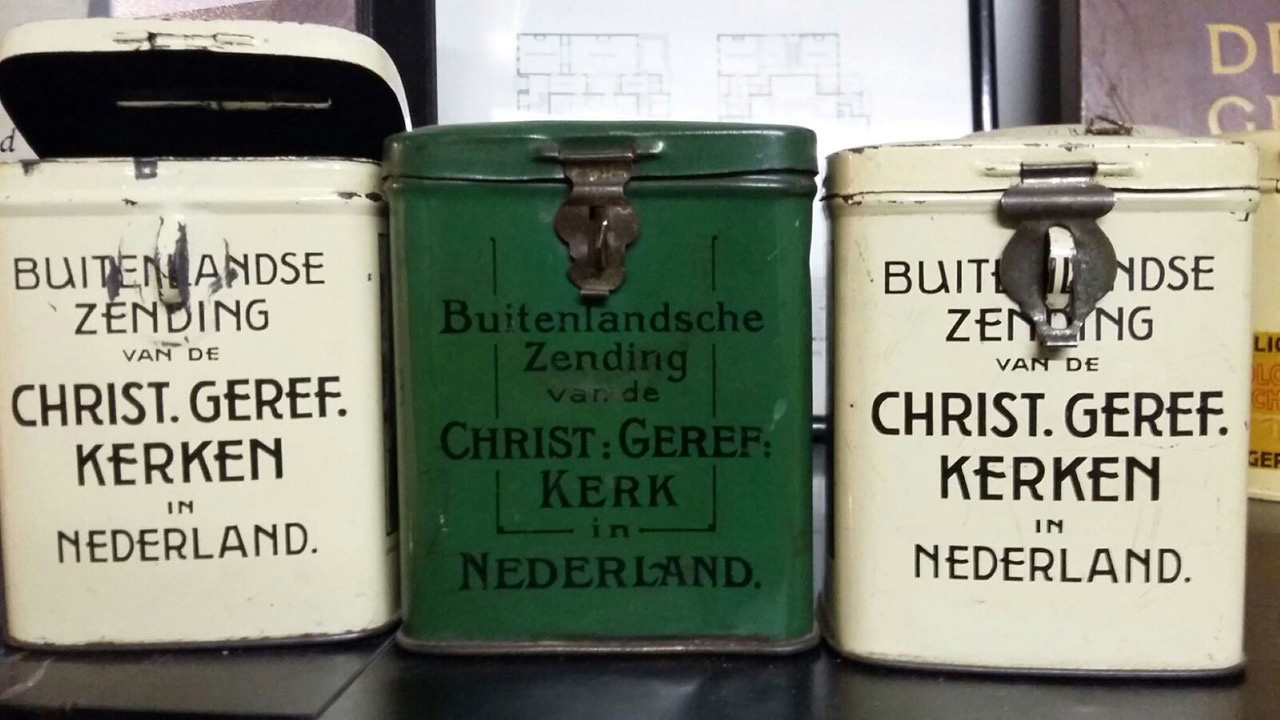 d
BUITENLANDSE
ZENDING
VAN DE
CHRIST. GEREF.
KERKEN
IN
NEDERLAND.
Buitenlandsche
Zending
van de
CHRIST: GEREF:
KERK
in
NEDERLAND.
BUITENLANDSE
ZENDING
VAN DE
CHRIST. GEREF.
KERKEN
IN
NEDERLAND.